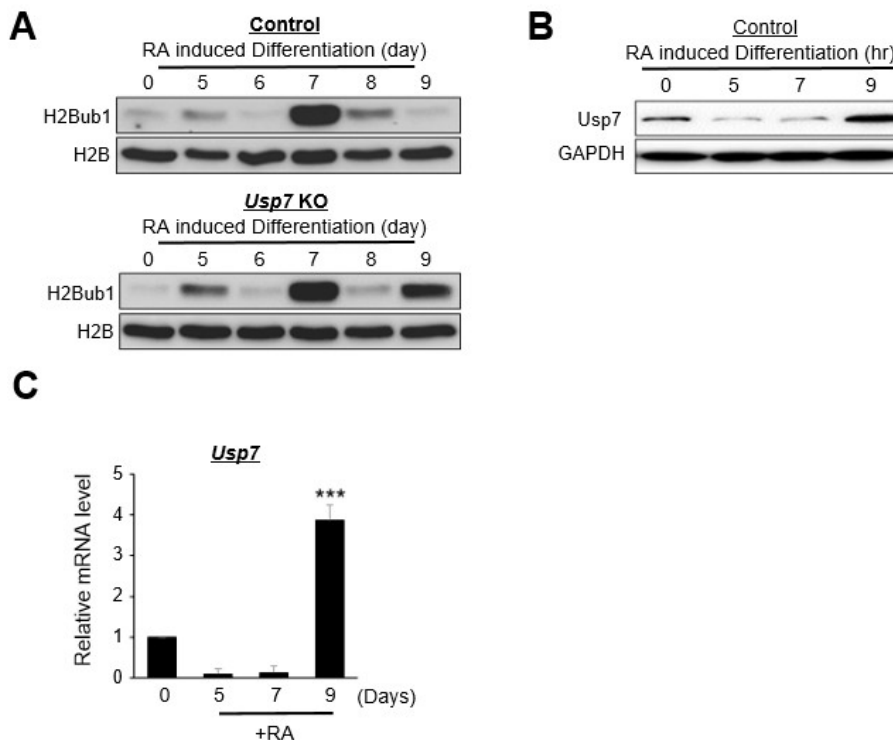 A
Control
RA induced Differentiation (day)
0 5 6 7 8 9
H2Bub1
H2B
Usp7 KO
RA induced Differentiation (day)
0 5 6 7 8 9
H2Bub1
H2B
B
Control
RA induced Differentiation (hr)
0 5 7 9
Usp7
GAPDH
C
Usp7
Relative mRNA level
5
4
3
2
1
0
***
0 5 7 9 (Days)
+RA